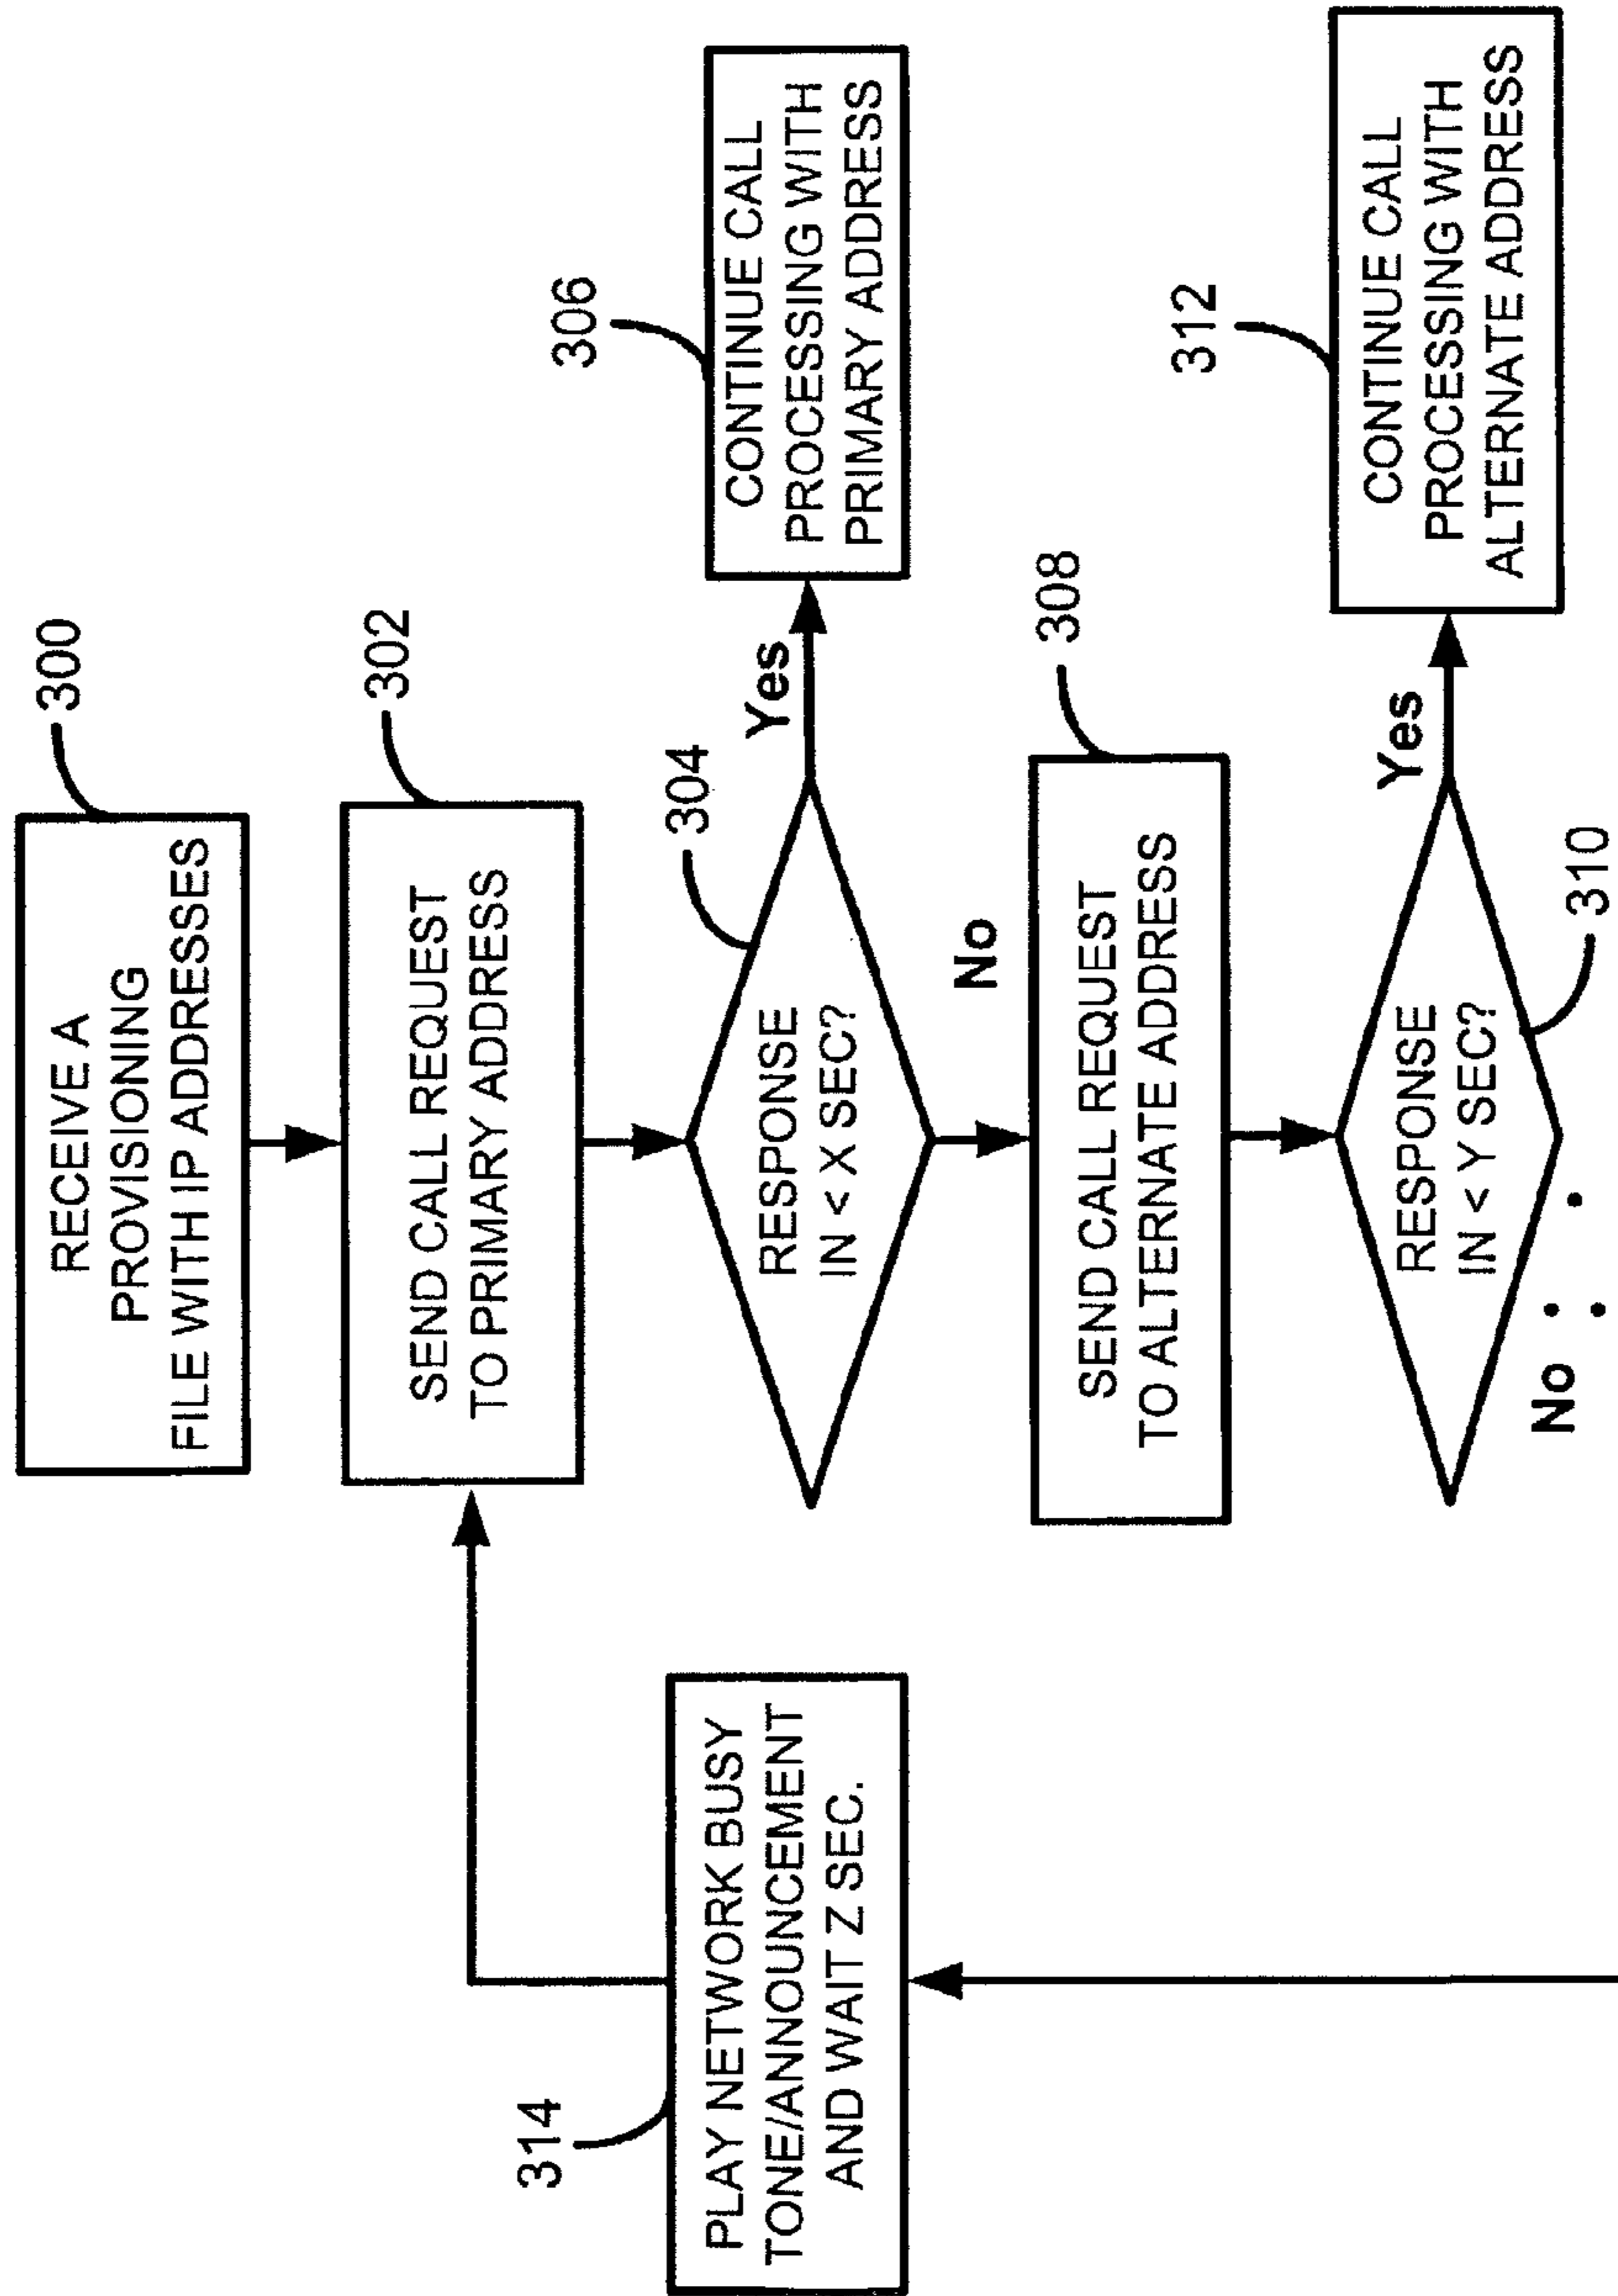 300
RECEIVE A
PROVISIONING
FILE WITH IP ADDRESSES
302
SEND CALL REQUEST
TO PRIMARY ADDRESS
304
RESPONSE
IN < X SEC?
Yes
306
CONTINUE CALL
PROCESSING WITH
PRIMARY ADDRESS
No
308
SEND CALL REQUEST
TO ALTERNATE ADDRESS
310
RESPONSE
IN < Y SEC?
Yes
312
CONTINUE CALL
PROCESSING WITH
ALTERNATE ADDRESS
No
314
PLAY NETWORK BUSY
TONE/ANNOUNCEMENT
AND WAIT Z SEC.